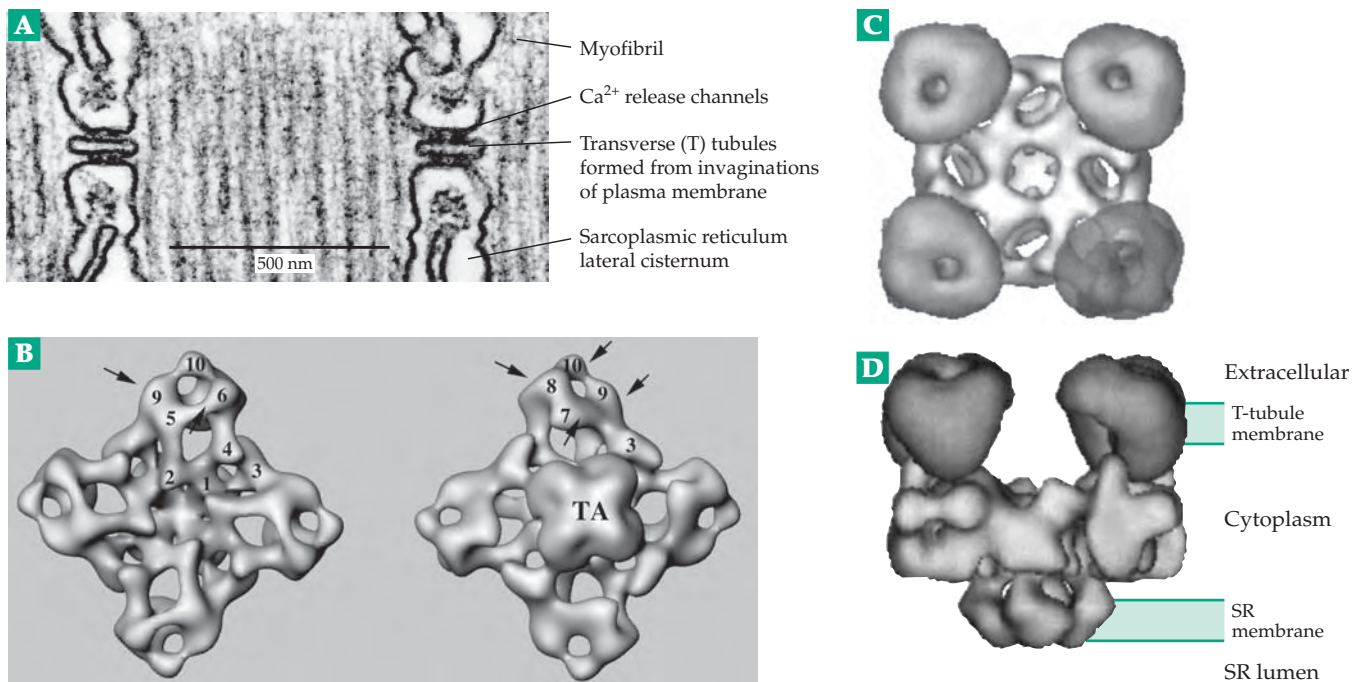 A
Myofibril
Ca2+ release channels
Transverse (T) tubules
formed from invaginations
of plasma membrane
Sarcoplasmic reticulum
lateral cisternum
500 nm
B
10
9
6
5
4
3
2
1
10
8
9
7
3
TA
C
D
Extracellular
T-tubule
membrane
Cytoplasm
SR
membrane
SR lumen